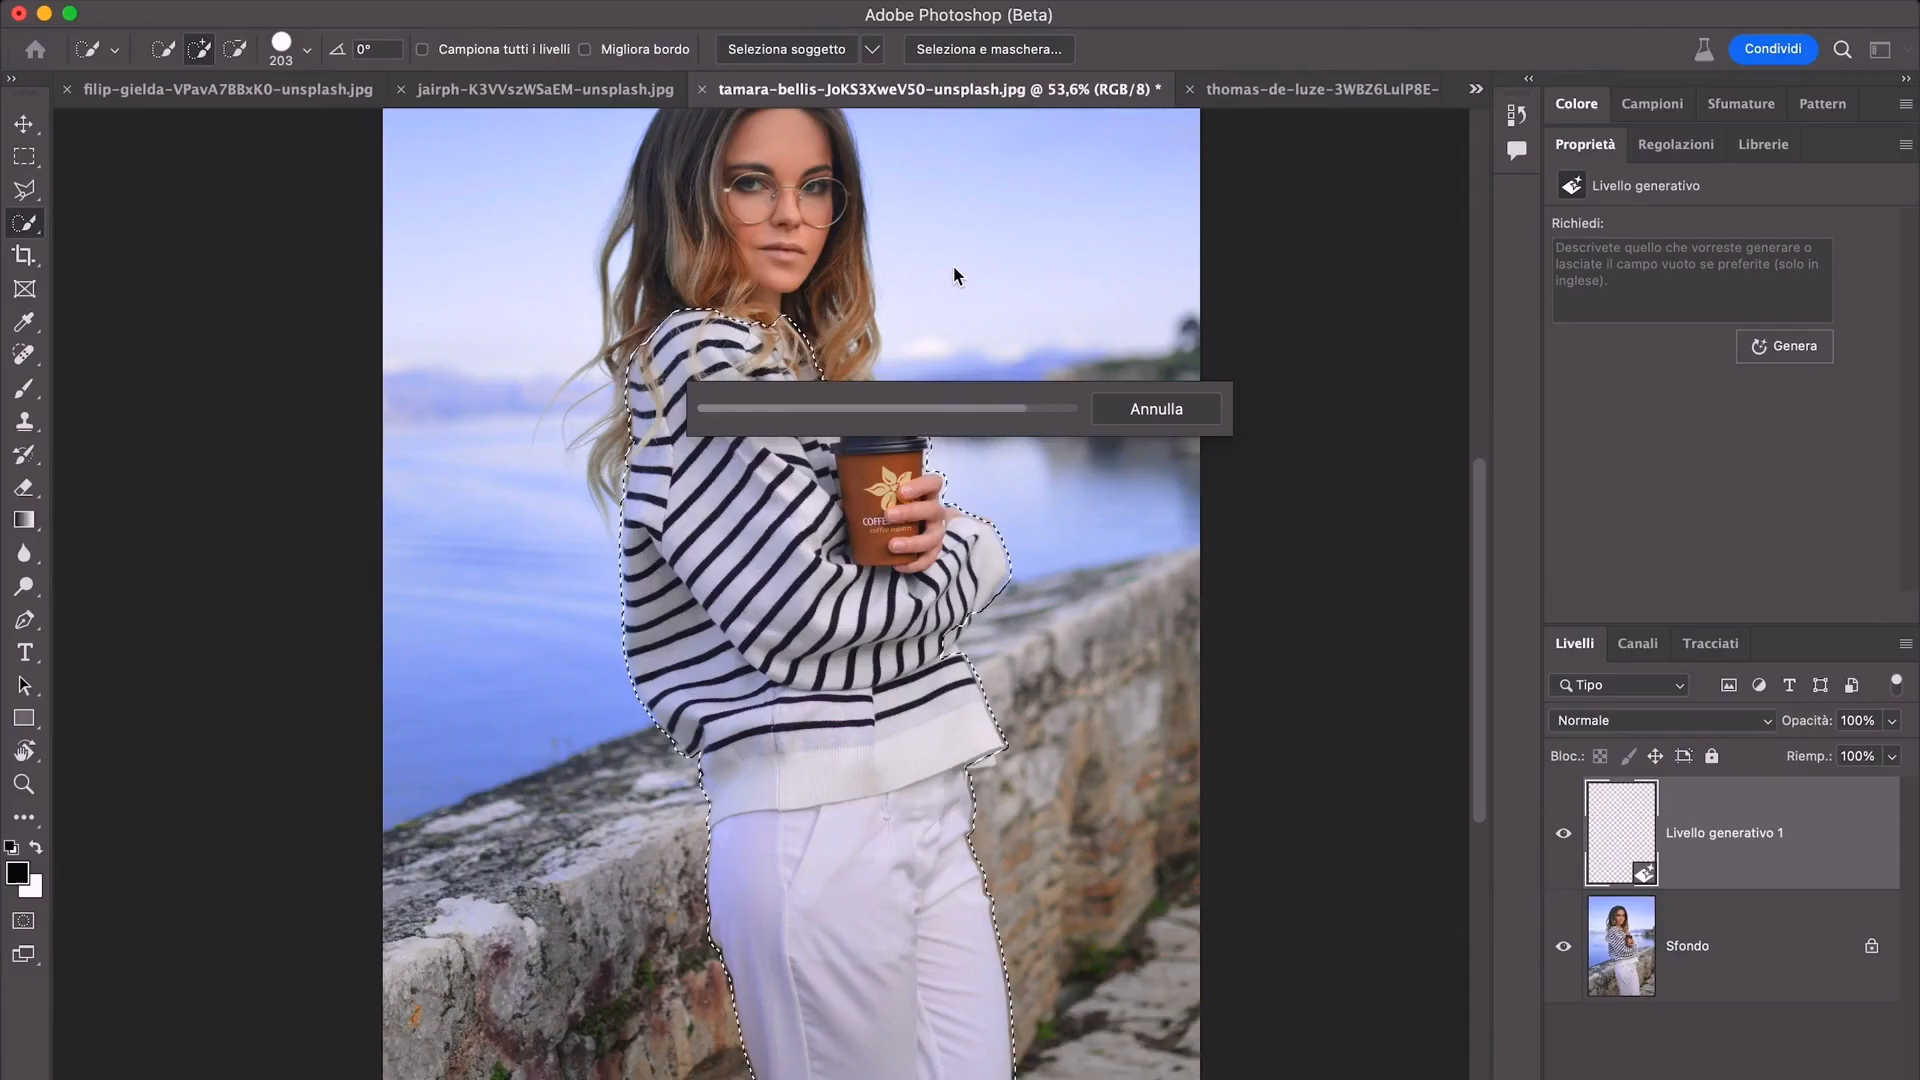 Adobe Photoshop (Beta)
203
0°
Campiona tutti i livelli
Migliora bordo
Seleziona soggetto
Seleziona e maschera...
Condividi
filip-gielda-VPavA7BBxK0-unsplash.jpg
jairph-K3VVszWSaEM-unsplash.jpg
tamara-bellis-JoKS3XweV50-unsplash.jpg @ 53,6% (RGB/8) *
thomas-de-luze-3WBZ6LulP8E-
Colore
Campioni
Sfumature
Pattern
Proprietà
Regolazioni
Librerie
Livello generativo
Richiedi:
Descrivete quello che vorreste generare o
lasciate il campo vuoto se preferite (solo in
inglese).
Genera
Annulla
coffee roasters
Livelli
Canali
Tracciati
Tipo
Normale
Opacità: 100%
Bloc.:
Riemp.: 100%
Livello generativo 1
Sfondo